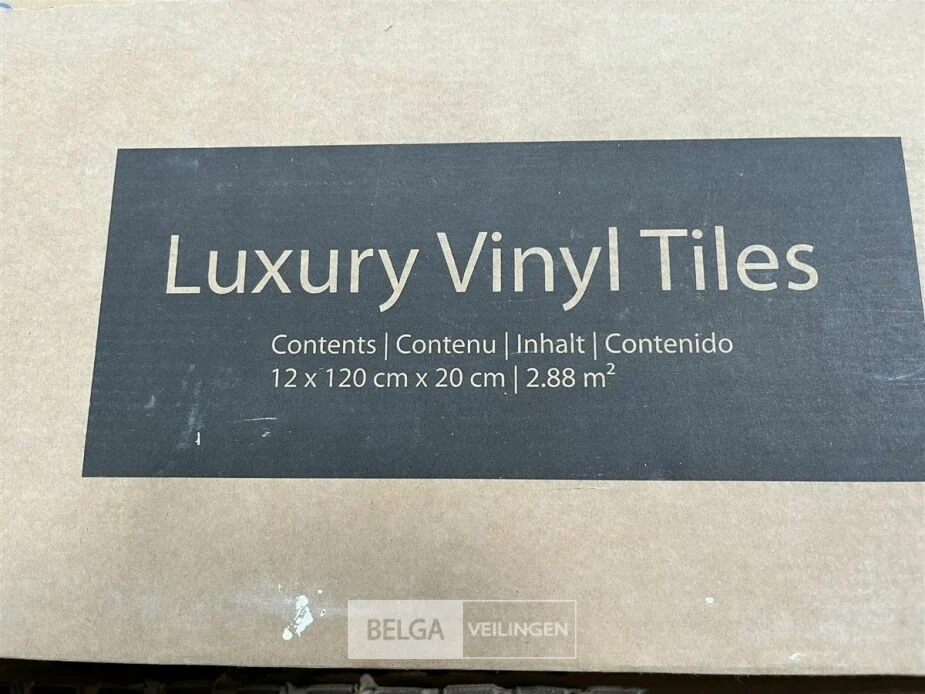 Luxury Vinyl Tiles
Contents | Contenu | Inhalt | Contenido
12 x 120 cm x 20 cm | 2.88 m²
BELGA VEILINGEN